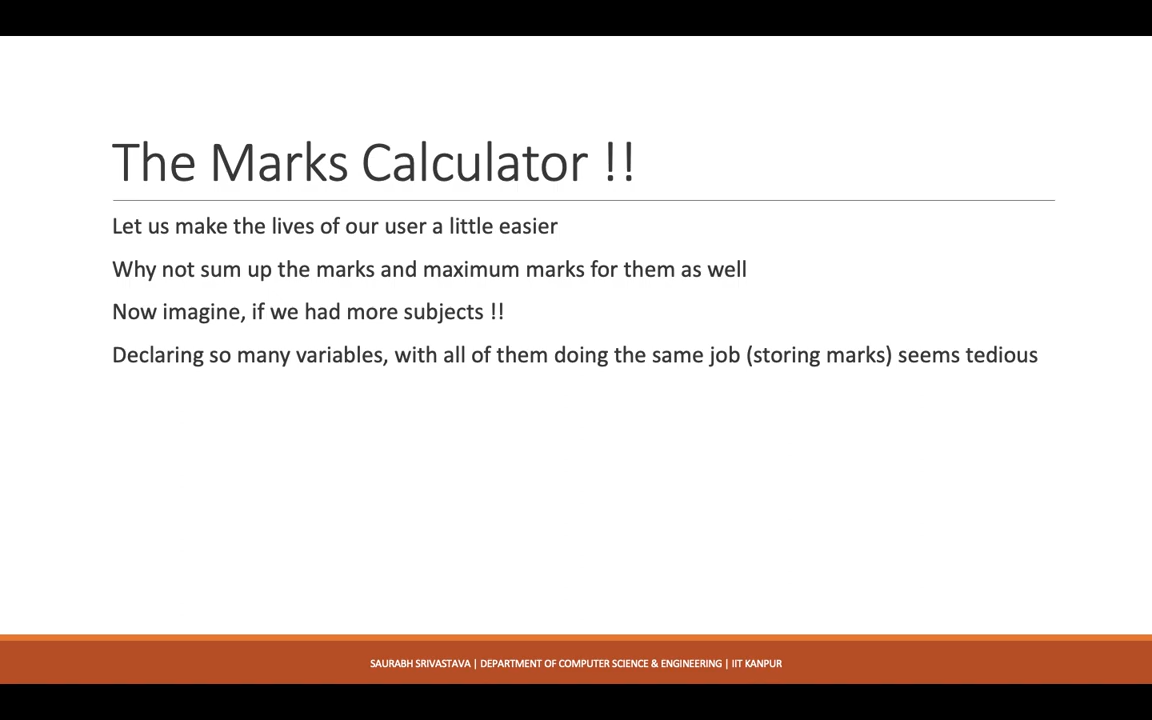 The Marks Calculator !!
Let us make the lives of our user a little easier
Why not sum up the marks and maximum marks for them as well
Now imagine, if we had more subjects !!
Declaring so many variables, with all of them doing the same job (storing marks) seems tedious
SAURABH SRIVASTAVA | DEPARTMENT OF COMPUTER SCIENCE & ENGINEERING | IIT KANPUR